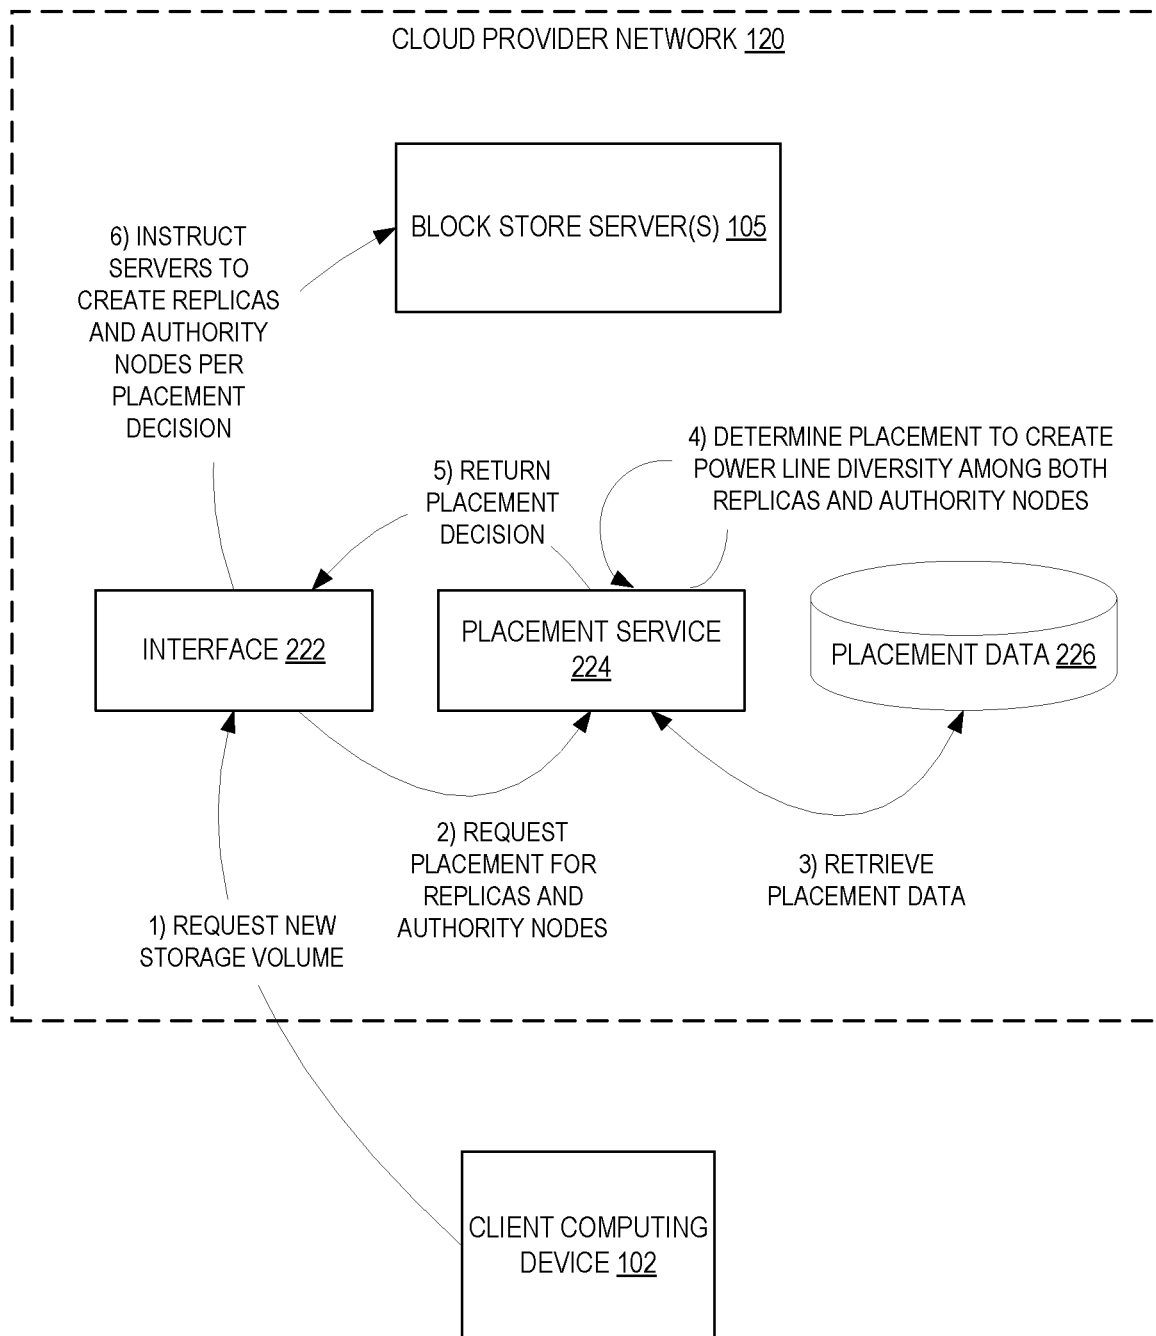 CLOUD PROVIDER NETWORK 120
BLOCK STORE SERVER(S) 105
6) INSTRUCT
SERVERS TO
CREATE REPLICAS
AND AUTHORITY
NODES PER
PLACEMENT
DECISION
5) RETURN
PLACEMENT
DECISION
4) DETERMINE PLACEMENT TO CREATE
POWER LINE DIVERSITY AMONG BOTH
REPLICAS AND AUTHORITY NODES
INTERFACE 222
PLACEMENT SERVICE
224
PLACEMENT DATA 226
2) REQUEST
PLACEMENT FOR
REPLICAS AND
AUTHORITY NODES
3) RETRIEVE
PLACEMENT DATA
1) REQUEST NEW
STORAGE VOLUME
CLIENT COMPUTING
DEVICE 102